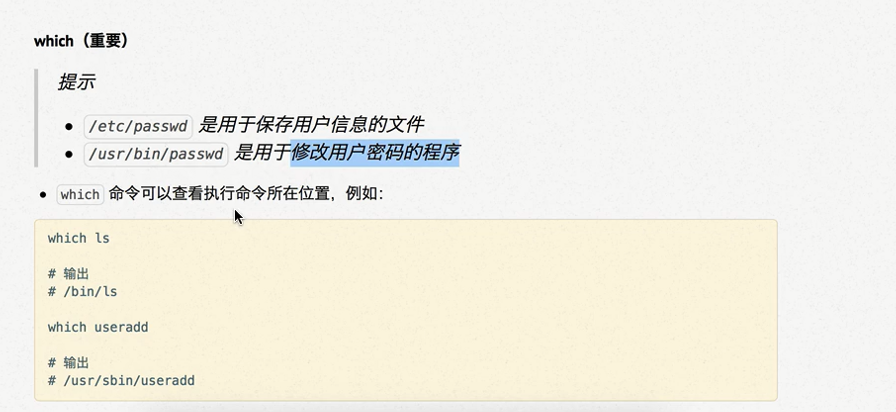 which（重要）
提示
/etc/passwd 是用于保存用户信息的文件
/usr/bin/passwd 是用于修改用户密码的程序
which 命令可以查看执行命令所在位置，例如：
which ls
# 输出
# /bin/ls
which useradd
# 输出
# /usr/sbin/useradd